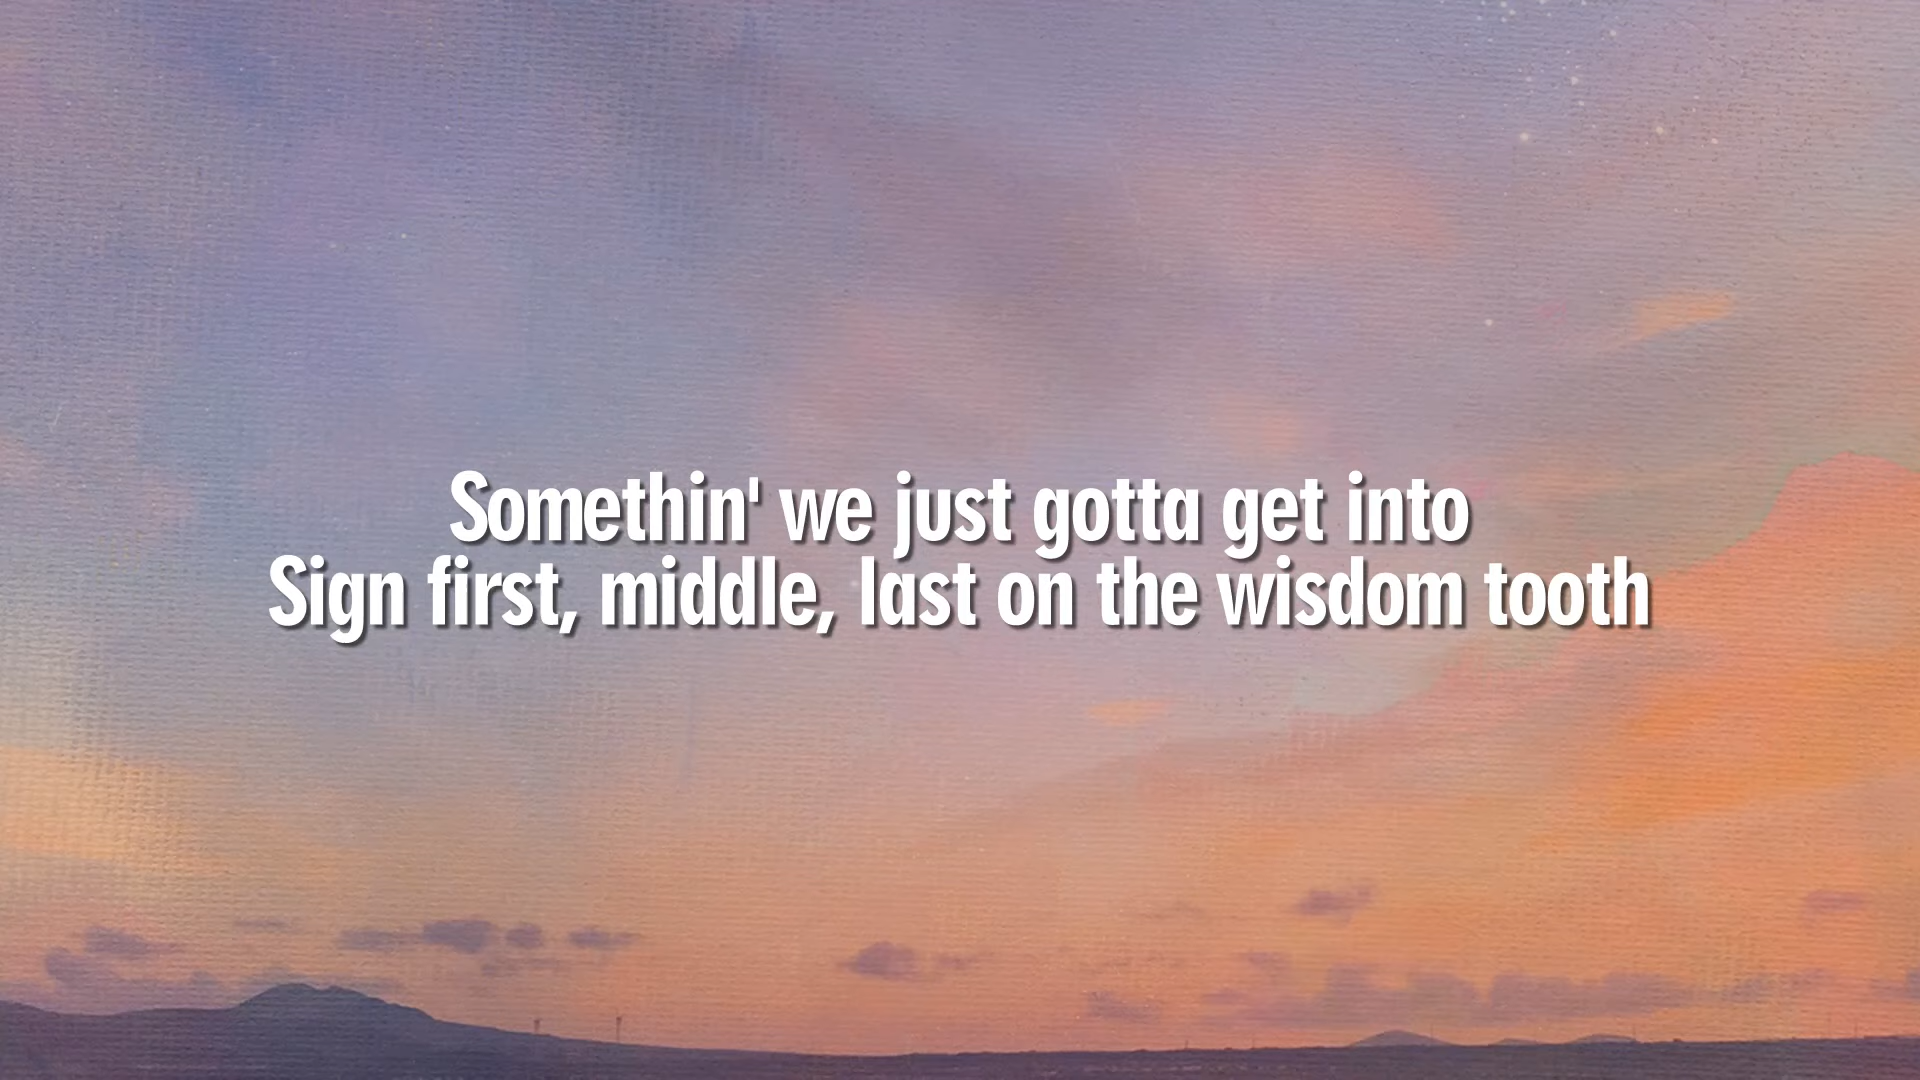 Somethin' we just gotta get into
Sign first, middle, last on the wisdom tooth